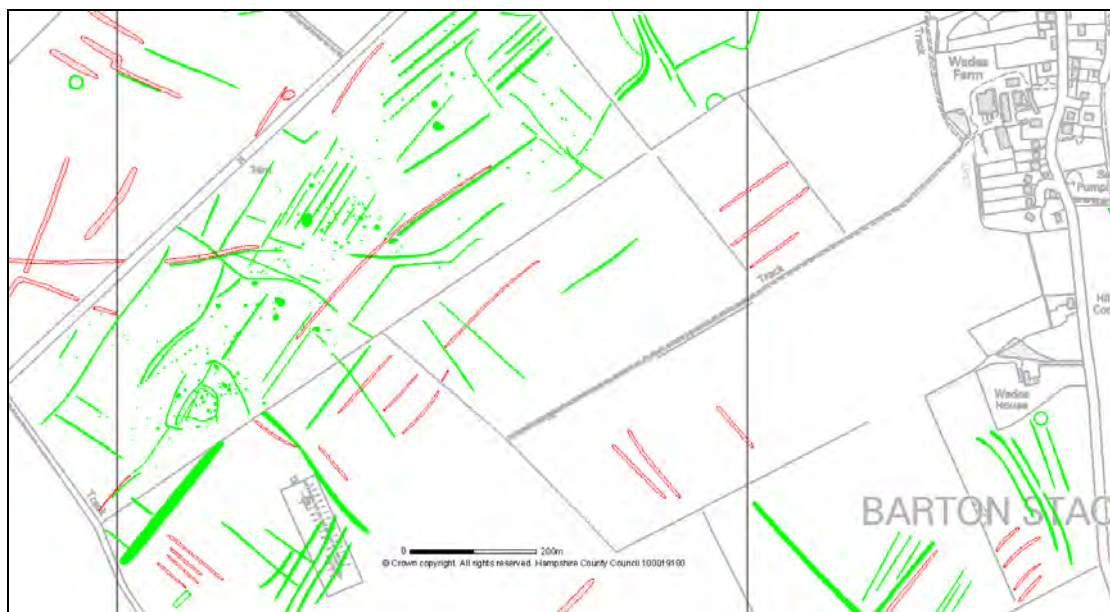 Track
Wades
Farm
Track
Track
Wades
House
BARTON STAC
0 200m
© Crown copyright. All rights reserved. Hampshire County Council 100019180
Track